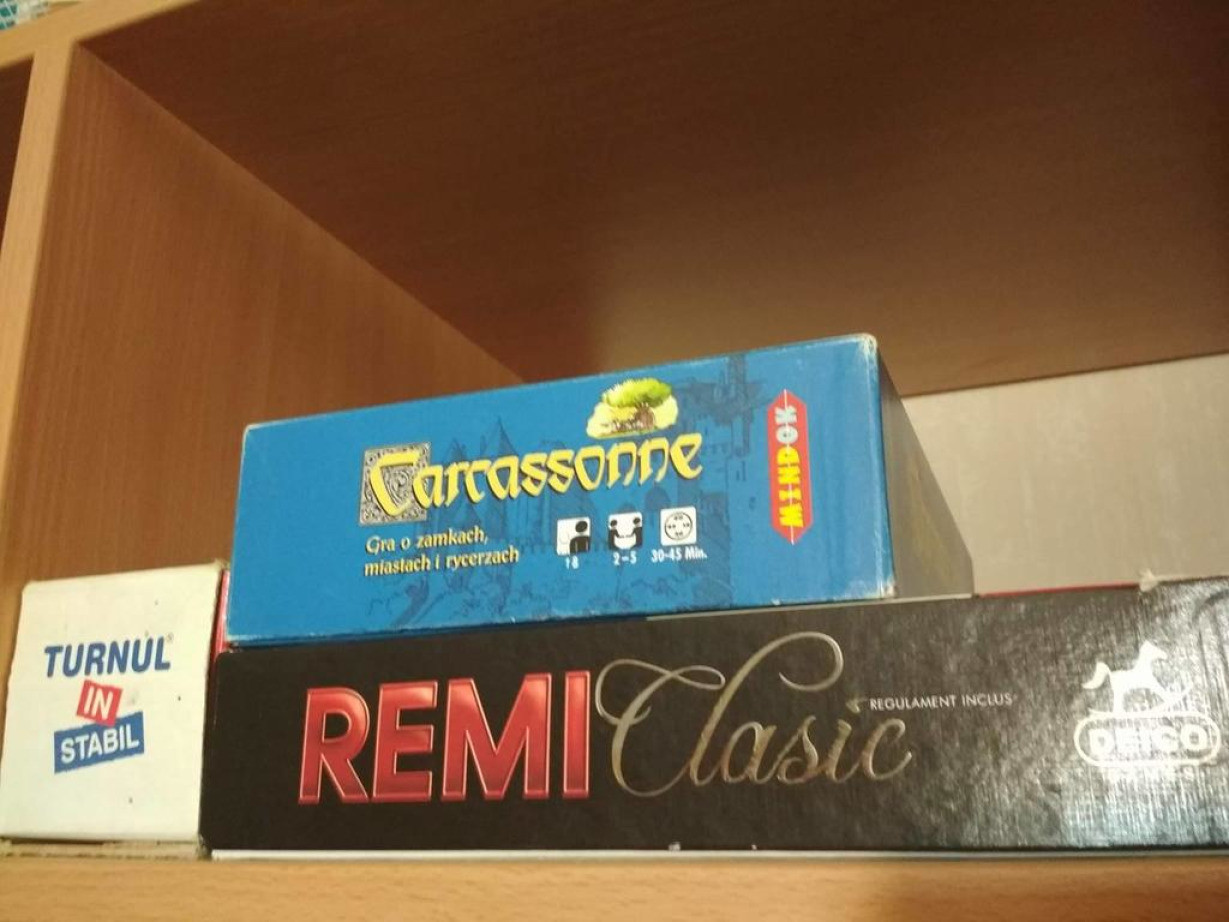 Carcassonne
Gra o zamkach,
miastach i rycerzach
2-5
30-45 Min.
MINDOK
TURNUL®
IN
STABIL
REMI Clasic
REGULAMENT INCLUS
DEICO